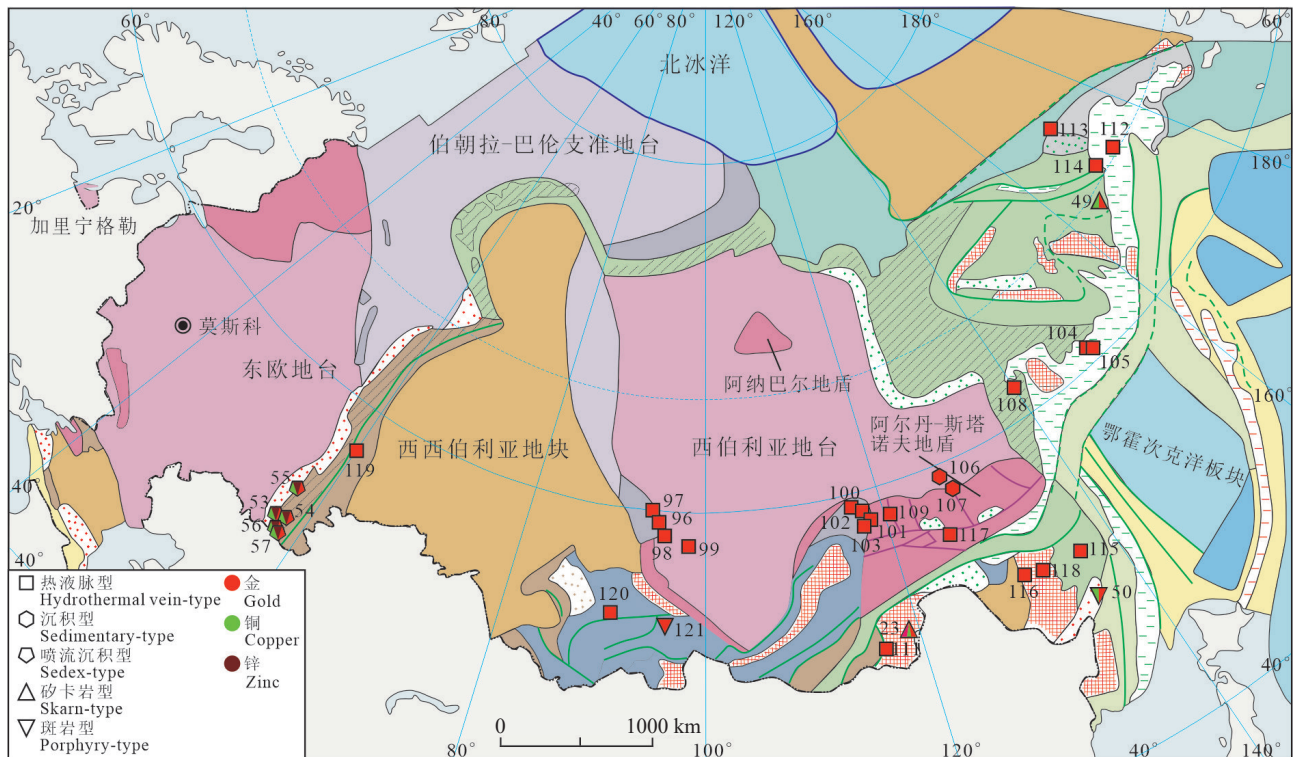 60°
80°
40°
60°
80°
120°
160°
180°
60°
北冰洋
伯朝拉-巴伦支准地台
113
112
114
180°
20°
49
加里宁格勒
莫斯科
东欧地台
104
105
阿纳巴尔地盾
108
160°
阿尔丹-斯塔
诺夫地盾
鄂霍次克洋板块
西西伯利亚地块
西伯利亚地台
119
106
107
40°
55
53
54
56
57
97
96
98
99
100
102
101
103
109
117
115
118
116
50
40°
120
121
23
111
热液脉型
Hydrothermal vein-type
沉积型
Sedimentary-type
喷流沉积型
Sedex-type
矽卡岩型
Skarn-type
斑岩型
Porphyry-type
金
Gold
铜
Copper
锌
Zinc
0
1000 km
40°
80°
100°
120°
40°
140°